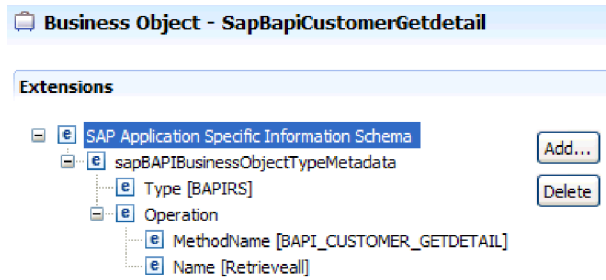 Business Object - SapBapiCustomerGetdetail
Extensions
e SAP Application Specific Information Schema
Add...
e sapBAPIBusinessObjectTypeMetadata
e Type [BAPIRS]
Delete
e Operation
e MethodName [BAPI_CUSTOMER_GETDETAIL]
e Name [Retrieveall]